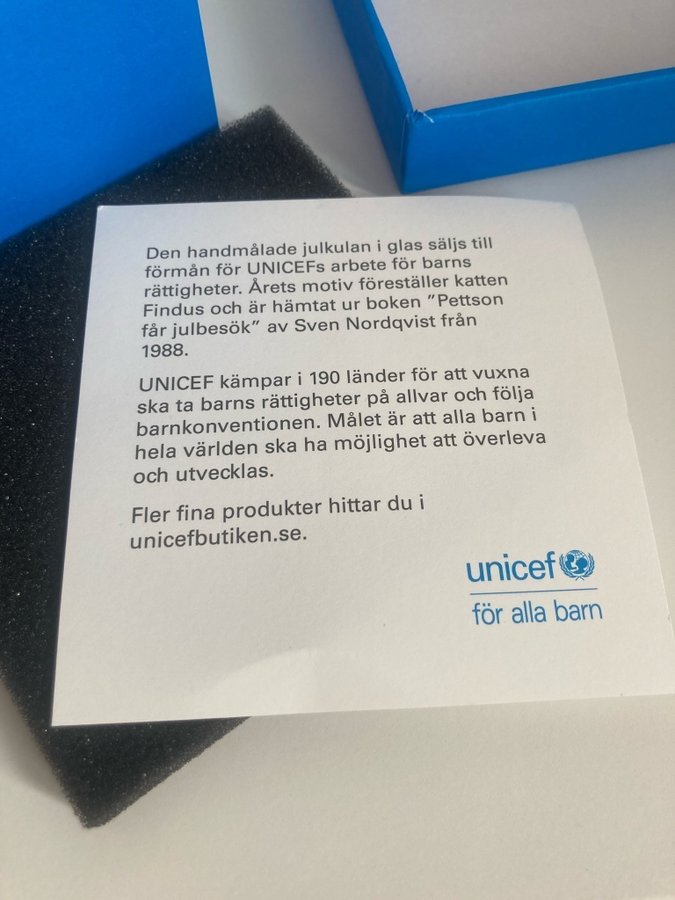 Den handmålade julkulan i glas säljs till
förmån för UNICEFs arbete för barns
rättigheter. Årets motiv föreställer katten
Findus och är hämtat ur boken ”Pettson
får julbesök” av Sven Nordqvist från
1988.
UNICEF kämpar i 190 länder för att vuxna
ska ta barns rättigheter på allvar och följa
barnkonventionen. Målet är att alla barn i
hela världen ska ha möjlighet att överleva
och utvecklas.
Fler fina produkter hittar du i
unicefbutiken.se.
unicef
för alla barn